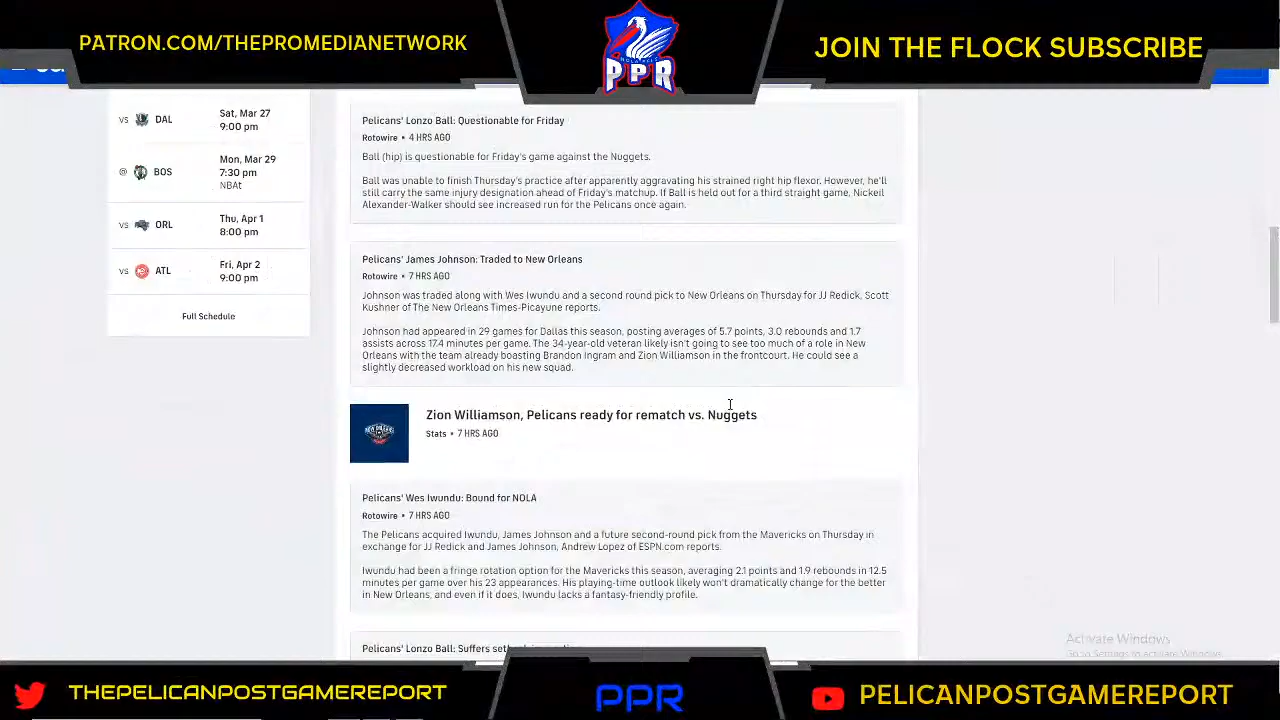 PATRON.COM/THEPROMEDIANETWORK
PPR
JOIN THE FLOCK SUBSCRIBE
vs DAL Sat, Mar 27
9:00 pm
@ BOS Mon, Mar 29
7:30 pm
NBAt
vs ORL Thu, Apr 1
8:00 pm
vs ATL Fri, Apr 2
9:00 pm
Full Schedule
Pelicans' Lonzo Ball: Questionable for Friday
Rotowire • 4 HRS AGO
Ball (hip) is questionable for Friday's game against the Nuggets.
Ball was unable to finish Thursday's practice after apparently aggravating his strained right hip flexor. However, he'll
still carry the same injury designation ahead of Friday's matchup. If Ball is held out for a third straight game, Nickeil
Alexander-Walker should see increased run for the Pelicans once again.
Pelicans' James Johnson: Traded to New Orleans
Rotowire • 7 HRS AGO
Johnson was traded along with Wes Iwundu and a second round pick to New Orleans on Thursday for JJ Redick, Scott
Kushner of The New Orleans Times-Picayune reports.
Johnson had appeared in 29 games for Dallas this season, posting averages of 5.7 points, 3.0 rebounds and 1.7
assists across 17.4 minutes per game. The 34-year-old veteran likely isn't going to see too much of a role in New
Orleans with the team already boasting Brandon Ingram and Zion Williamson in the frontcourt. He could see a
slightly decreased workload on his new squad.
Zion Williamson, Pelicans ready for rematch vs. Nuggets
Stats • 7 HRS AGO
Pelicans' Wes Iwundu: Bound for NOLA
Rotowire • 7 HRS AGO
The Pelicans acquired Iwundu, James Johnson and a future second-round pick from the Mavericks on Thursday in
exchange for JJ Redick and James Johnson, Andrew Lopez of ESPN.com reports.
Iwundu had been a fringe rotation option for the Mavericks this season, averaging 2.1 points and 1.9 rebounds in 12.5
minutes per game over his 23 appearances. His playing-time outlook likely won't dramatically change for the better
in New Orleans, and even if it does, Iwundu lacks a fantasy-friendly profile.
Pelicans' Lonzo Ball: Suffers
Activate Windows
Go to Settings to activate Windows.
THEPELICANPOSTGAMEREPORT
PPR
PELICANPOSTGAMEREPORT